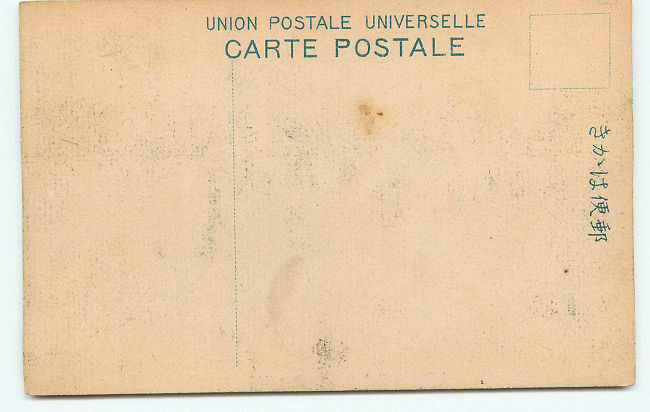 UNION POSTALE UNIVERSELLE
CARTE POSTALE
郵便はかき